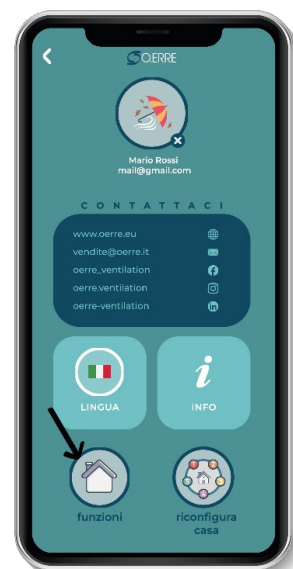 O.ERRE
Mario Rossi
mail@gmail.com
CONTATTACI
www.oerre.eu
vendite@oerre.it
oerre_ventilation
oerre.ventilation
oerre-ventilation
LINGUA
INFO
funzioni
riconfigura
casa